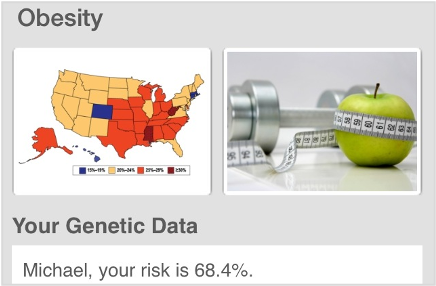 Obesity
15%–19% 20%–24% 25%–29% ≥30%
Your Genetic Data
Michael, your risk is 68.4%.